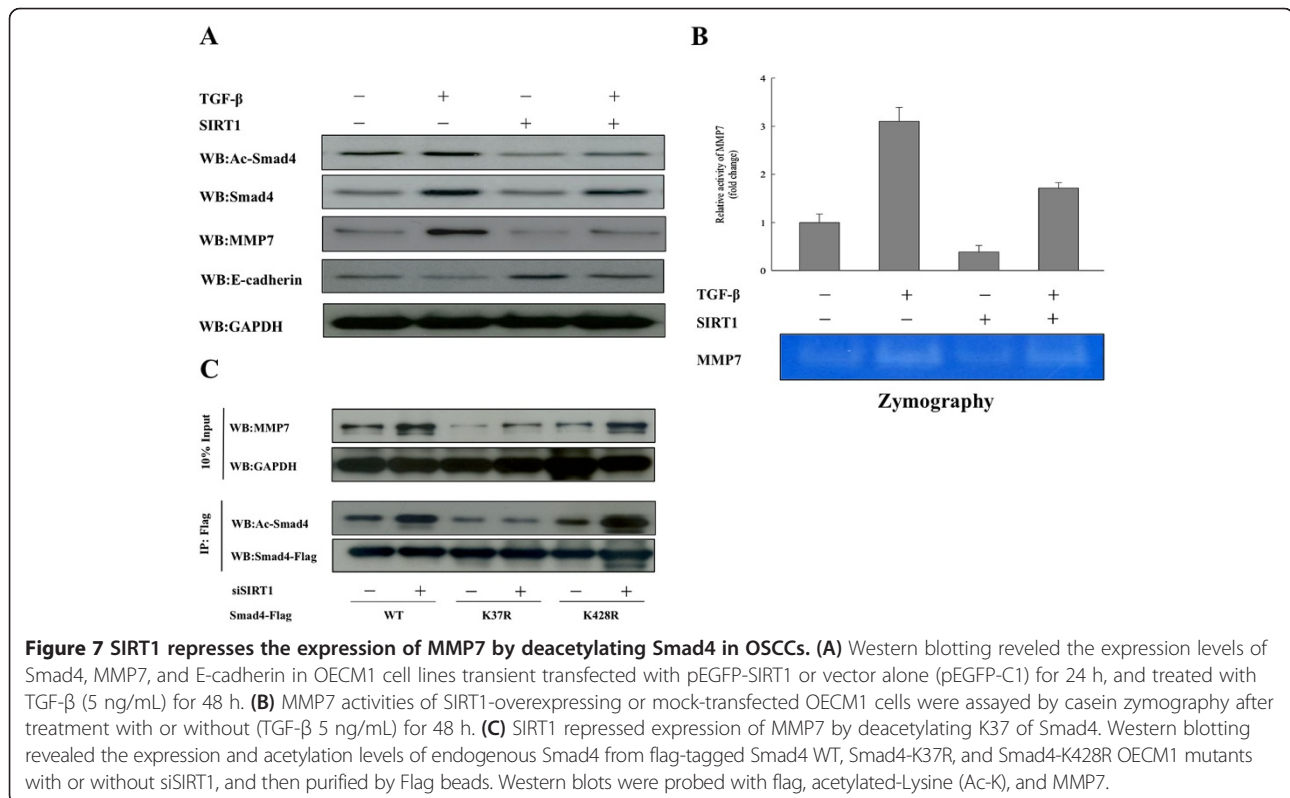 A
TGF-β − + − +
SIRT1 − − + +
WB:Ac-Smad4
WB:Smad4
WB:MMP7
WB:E-cadherin
WB:GAPDH
B
Relative activity of MMP7
(fold change)
4
3
2
1
0
TGF-β − + − +
SIRT1 − − + +
MMP7
Zymography
C
10% Input
WB:MMP7
WB:GAPDH
IP: Flag
WB:Ac-Smad4
WB:Smad4-Flag
siSIRT1 − + − + − +
Smad4-Flag WT K37R K428R
Figure 7 SIRT1 represses the expression of MMP7 by deacetylating Smad4 in OSCCs. (A) Western blotting reveled the expression levels of
Smad4, MMP7, and E-cadherin in OECM1 cell lines transient transfected with pEGFP-SIRT1 or vector alone (pEGFP-C1) for 24 h, and treated with
TGF-β (5 ng/mL) for 48 h. (B) MMP7 activities of SIRT1-overexpressing or mock-transfected OECM1 cells were assayed by casein zymography after
treatment with or without (TGF-β 5 ng/mL) for 48 h. (C) SIRT1 repressed expression of MMP7 by deacetylating K37 of Smad4. Western blotting
revealed the expression and acetylation levels of endogenous Smad4 from flag-tagged Smad4 WT, Smad4-K37R, and Smad4-K428R OECM1 mutants
with or without siSIRT1, and then purified by Flag beads. Western blots were probed with flag, acetylated-Lysine (Ac-K), and MMP7.